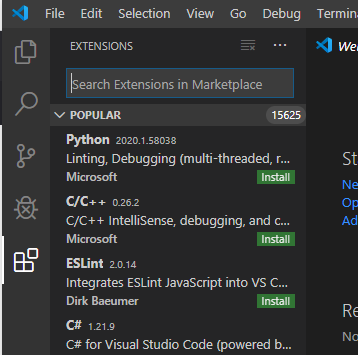 File Edit Selection View Go Debug Termina
EXTENSIONS
Wel
Search Extensions in Marketplace
POPULAR 15625
Python 2020.1.58038
Linting, Debugging (multi-threaded, r...
Microsoft Install
C/C++ 0.26.2
C/C++ IntelliSense, debugging, and c...
Microsoft Install
ESLint 2.0.14
Integrates ESLint JavaScript into VS C...
Dirk Baeumer Install
C# 1.21.9
C# for Visual Studio Code (powered b...
St
Ne
Op
Ad
Re
No